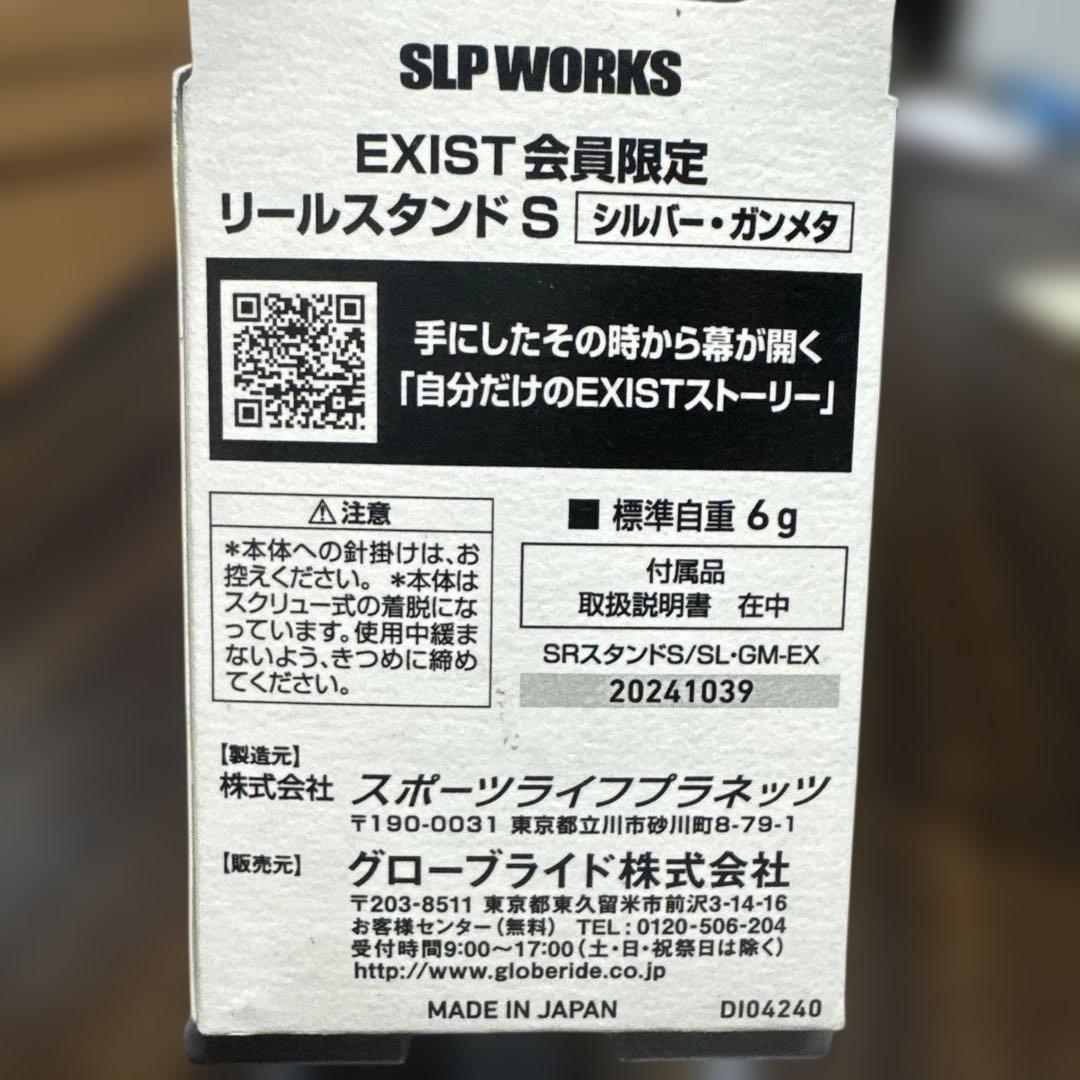 SLP WORKS
EXIST 会員限定
リールスタンド S シルバー・ガンメタ
手にしたその時から幕が開く
「自分だけのEXISTストーリー」
⚠注意
*本体への針掛けは、お
控えください。 *本体は
スクリュー式の着脱にな
っています。使用中緩ま
ないよう、きつめに締め
てください。
■ 標準自重 6g
付属品
取扱説明書 在中
SRスタンドS/SL・GM-EX
20241039
【製造元】
株式会社 スポーツライフプラネッツ
〒190-0031 東京都立川市砂川町8-79-1
【販売元】
グローブライド株式会社
〒203-8511 東京都東久留米市前沢3-14-16
お客様センター(無料) TEL:0120-506-204
受付時間9:00〜17:00(土・日・祝祭日は除く)
http://www.globeride.co.jp
MADE IN JAPAN DI04240